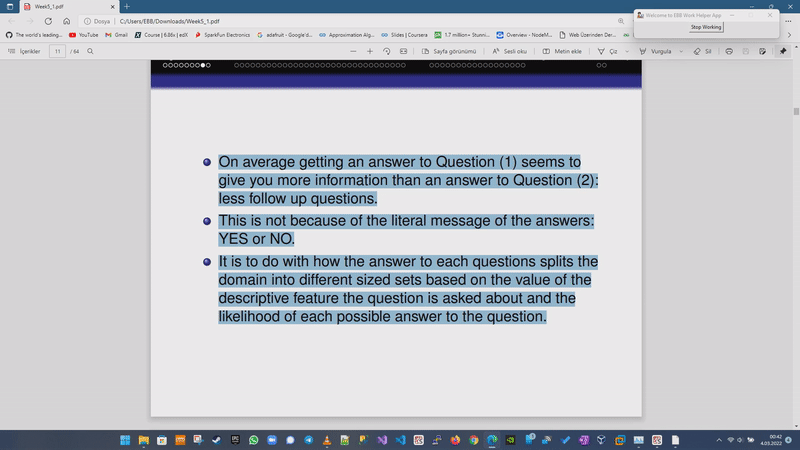 Week5_1.pdf
Welcome to EBB Work Helper App
Stop Working
Dosya
C:/Users/EBB/Downloads/Week5_1.pdf
The world's leading...
YouTube
Gmail
Course | 6.86x | edX
SparkFun Electronics
adafruit - Google'd...
Approximation Alg...
Slides | Coursera
1.7 million+ Stunni...
Overview - NodeM...
Web Üzerinden Der...
İçindekiler
11 / 64
Sayfa görünümü
Sesli oku
Metin ekle
Çiz
Vurgula
Sil
On average getting an answer to Question (1) seems to
give you more information than an answer to Question (2):
less follow up questions.
This is not because of the literal message of the answers:
YES or NO.
It is to do with how the answer to each questions splits the
domain into different sized sets based on the value of the
descriptive feature the question is asked about and the
likelihood of each possible answer to the question.
00:42
4.03.2022